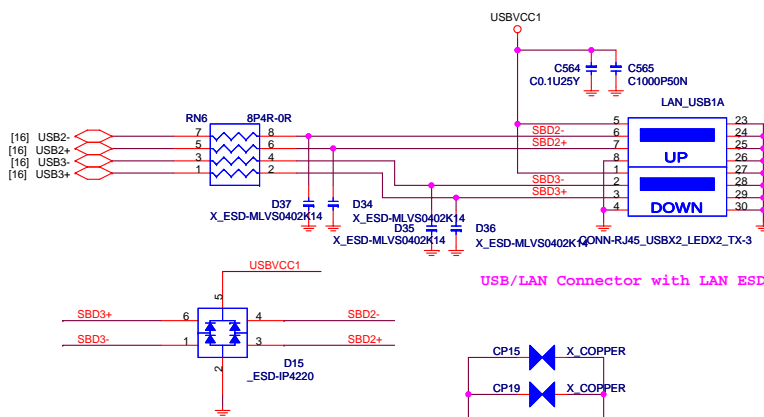 USBVCC1
C564
C0.1U25Y
C565
C1000P50N
RN6
8P4R-0R
LAN_USB1A
[16] USB2-
[16] USB2+
[16] USB3-
[16] USB3+
7
5
3
1
8
6
4
2
SBD2-
SBD2+
SBD3-
SBD3+
5
6
7
8
1
2
3
4
UP
DOWN
23
24
25
26
27
28
29
30
D37
X_ESD-MLVS0402K14
D34
X_ESD-MLVS0402K14
D35
X_ESD-MLVS0402K14
D36
X_ESD-MLVS0402K14
CONN-RJ45_USBX2_LEDX2_TX-3
USB/LAN Connector with LAN ESD
USBVCC1
5
SBD3+
6
4
SBD2-
SBD3-
1
3
SBD2+
2
D15
_ESD-IP4220
CP15
X_COPPER
CP19
X_COPPER